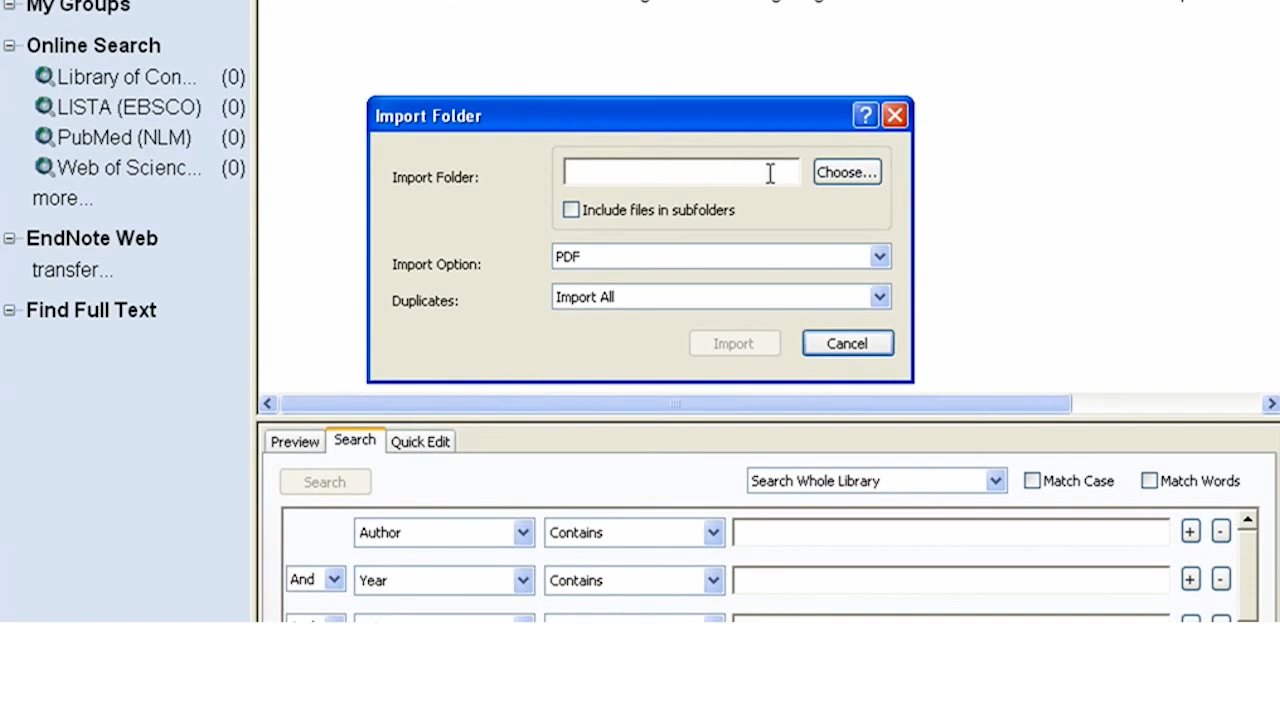 My Groups
Online Search
Library of Con... (0)
LISTA (EBSCO) (0)
PubMed (NLM) (0)
Web of Scienc... (0)
more...
EndNote Web
transfer...
Find Full Text
Import Folder
?
Import Folder:
Choose...
Include files in subfolders
Import Option:
PDF
Duplicates:
Import All
Import
Cancel
Preview Search Quick Edit
Search
Search Whole Library
Match Case
Match Words
Author Contains + -
And Year Contains + -